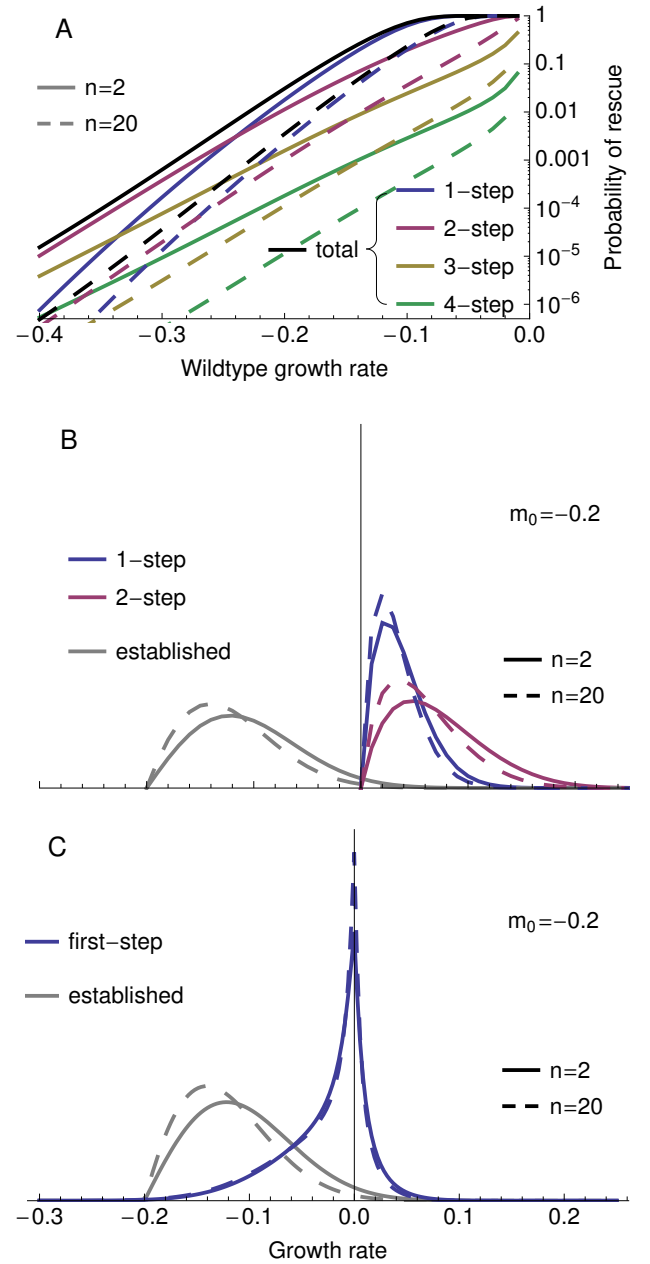 A
n=2
n=20
1
0.1
0.01
0.001
10⁻⁴
10⁻⁵
10⁻⁶
Probability of rescue
1−step
2−step
3−step
4−step
total
−0.4 −0.3 −0.2 −0.1 0.0
Wildtype growth rate
B
m₀=−0.2
1−step
2−step
established
n=2
n=20
C
m₀=−0.2
first−step
established
n=2
n=20
−0.3 −0.2 −0.1 0.0 0.1 0.2
Growth rate